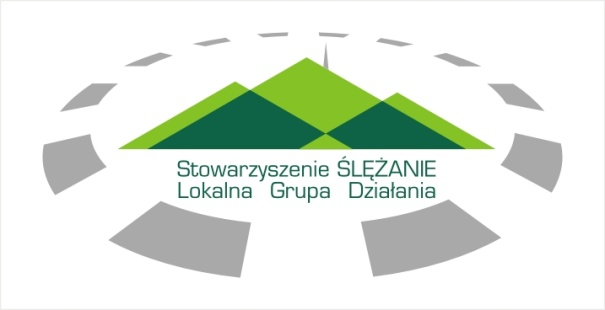 Stowarzyszenie ŚLĘŻANIE
Lokalna Grupa Działania